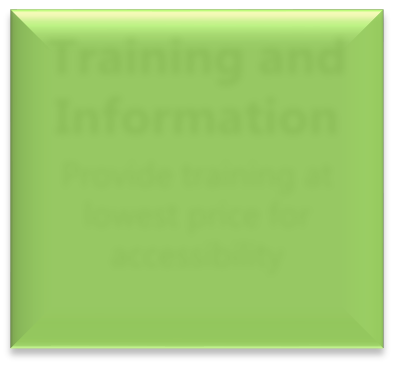 Training and
Information
Provide training at
lowest price for
accessibility